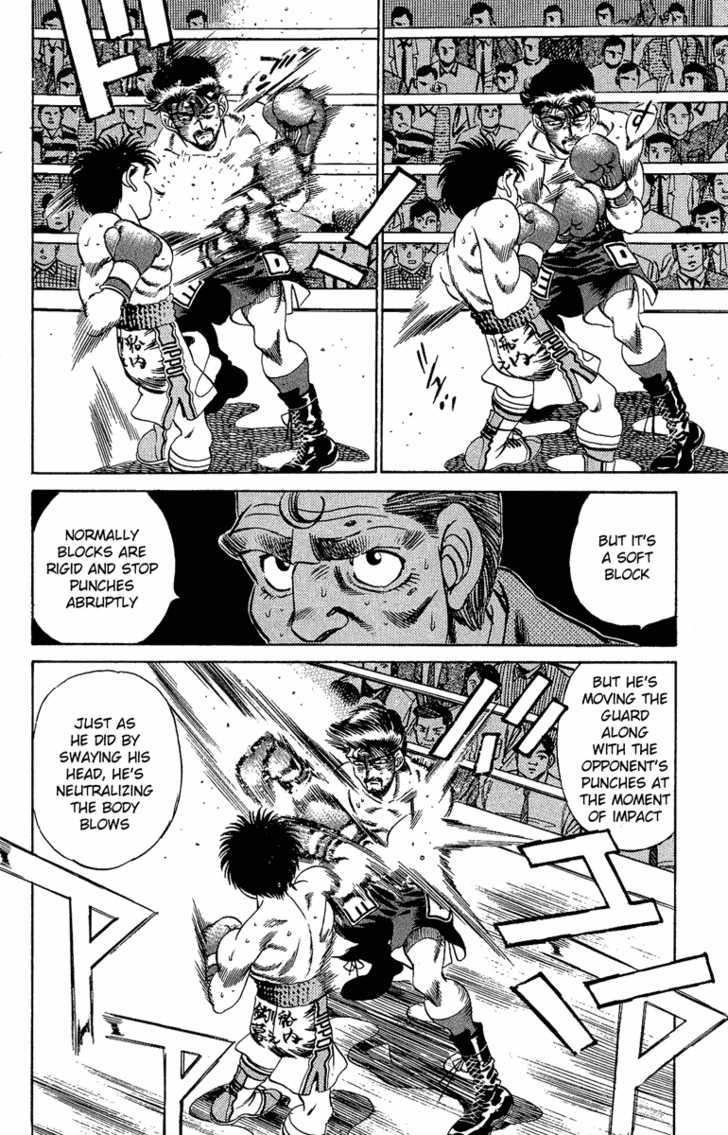 BUT IT'S
A SOFT
BLOCK
NORMALLY
BLOCKS ARE
RIGID AND STOP
PUNCHES
ABRUPTLY
BUT HE'S
MOVING THE
GUARD
ALONG
WITH THE
OPPONENT'S
PUNCHES AT
THE MOMENT
OF IMPACT
JUST AS
HE DID BY
SWAYING HIS
HEAD, HE'S
NEUTRALIZING
THE BODY
BLOWS